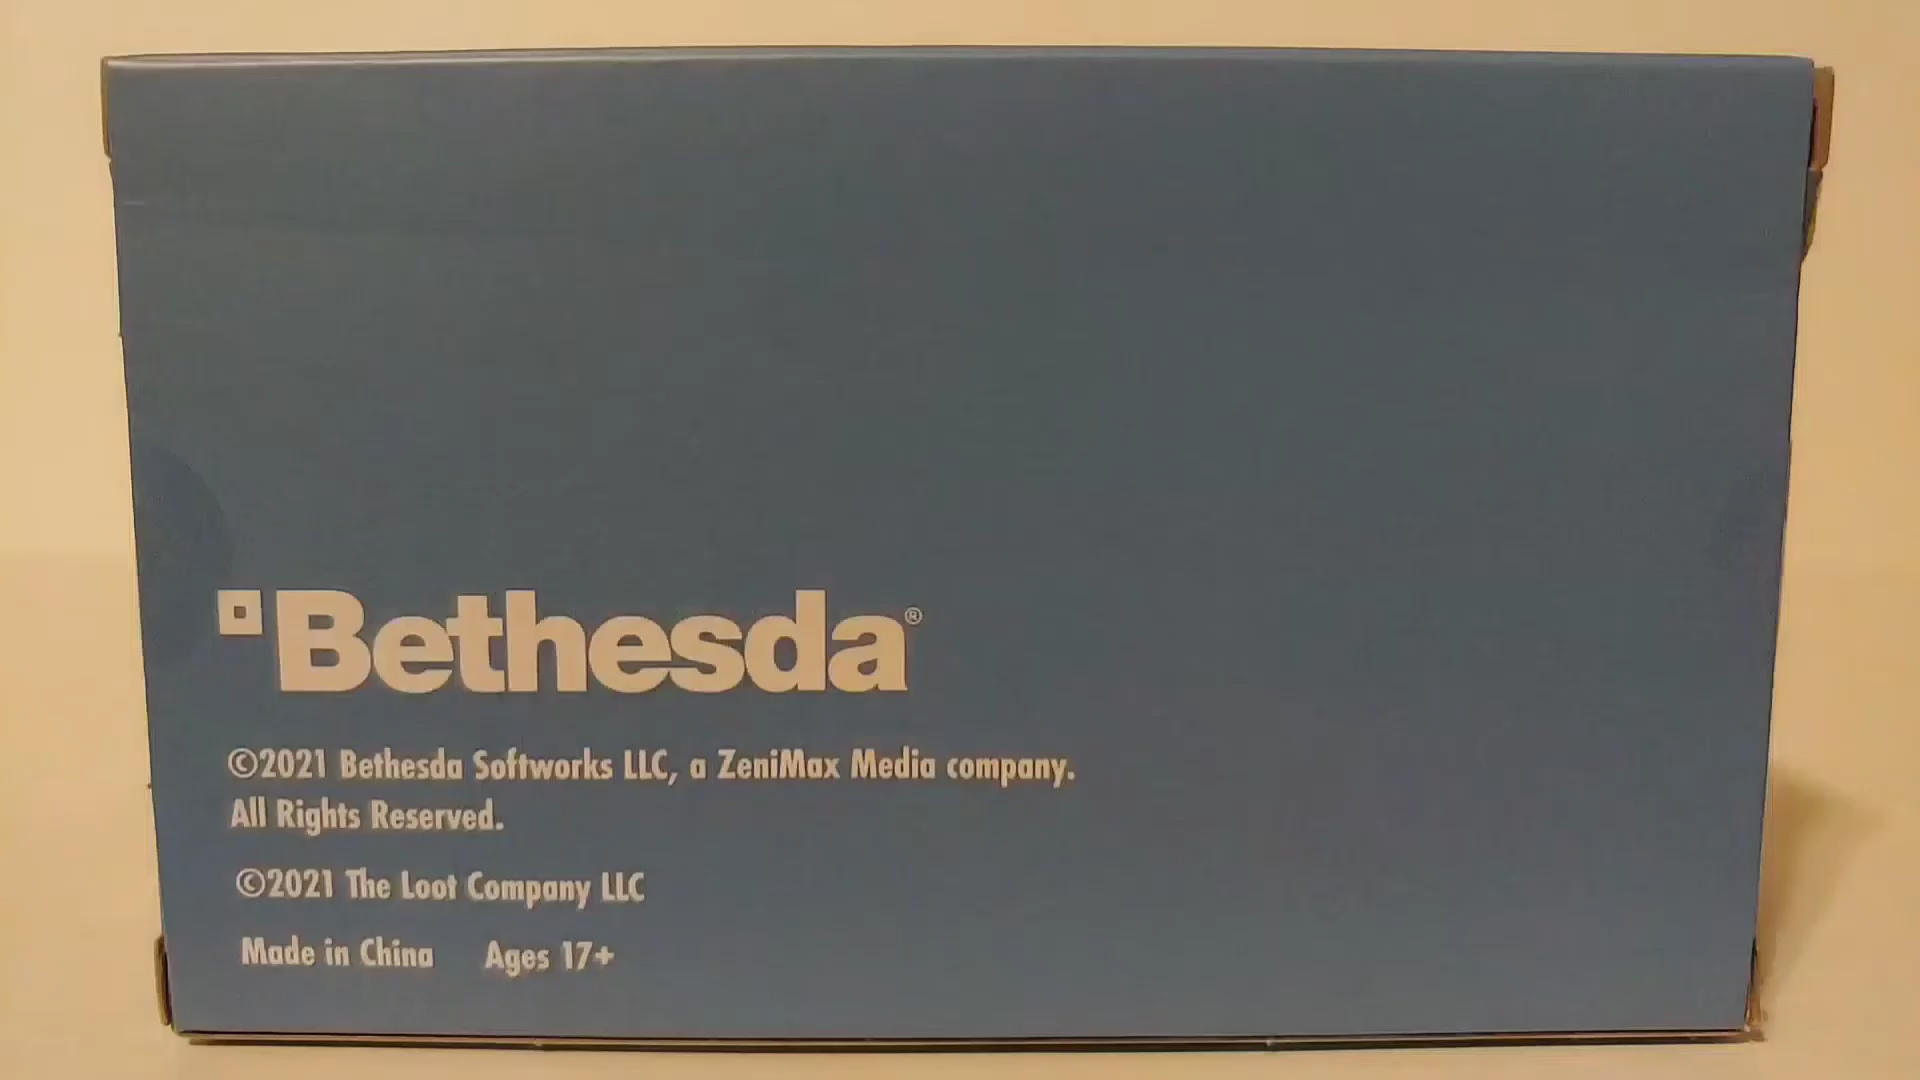 Bethesda®
©2021 Bethesda Softworks LLC, a ZeniMax Media company.
All Rights Reserved.
©2021 The Loot Company LLC
Made in China Ages 17+